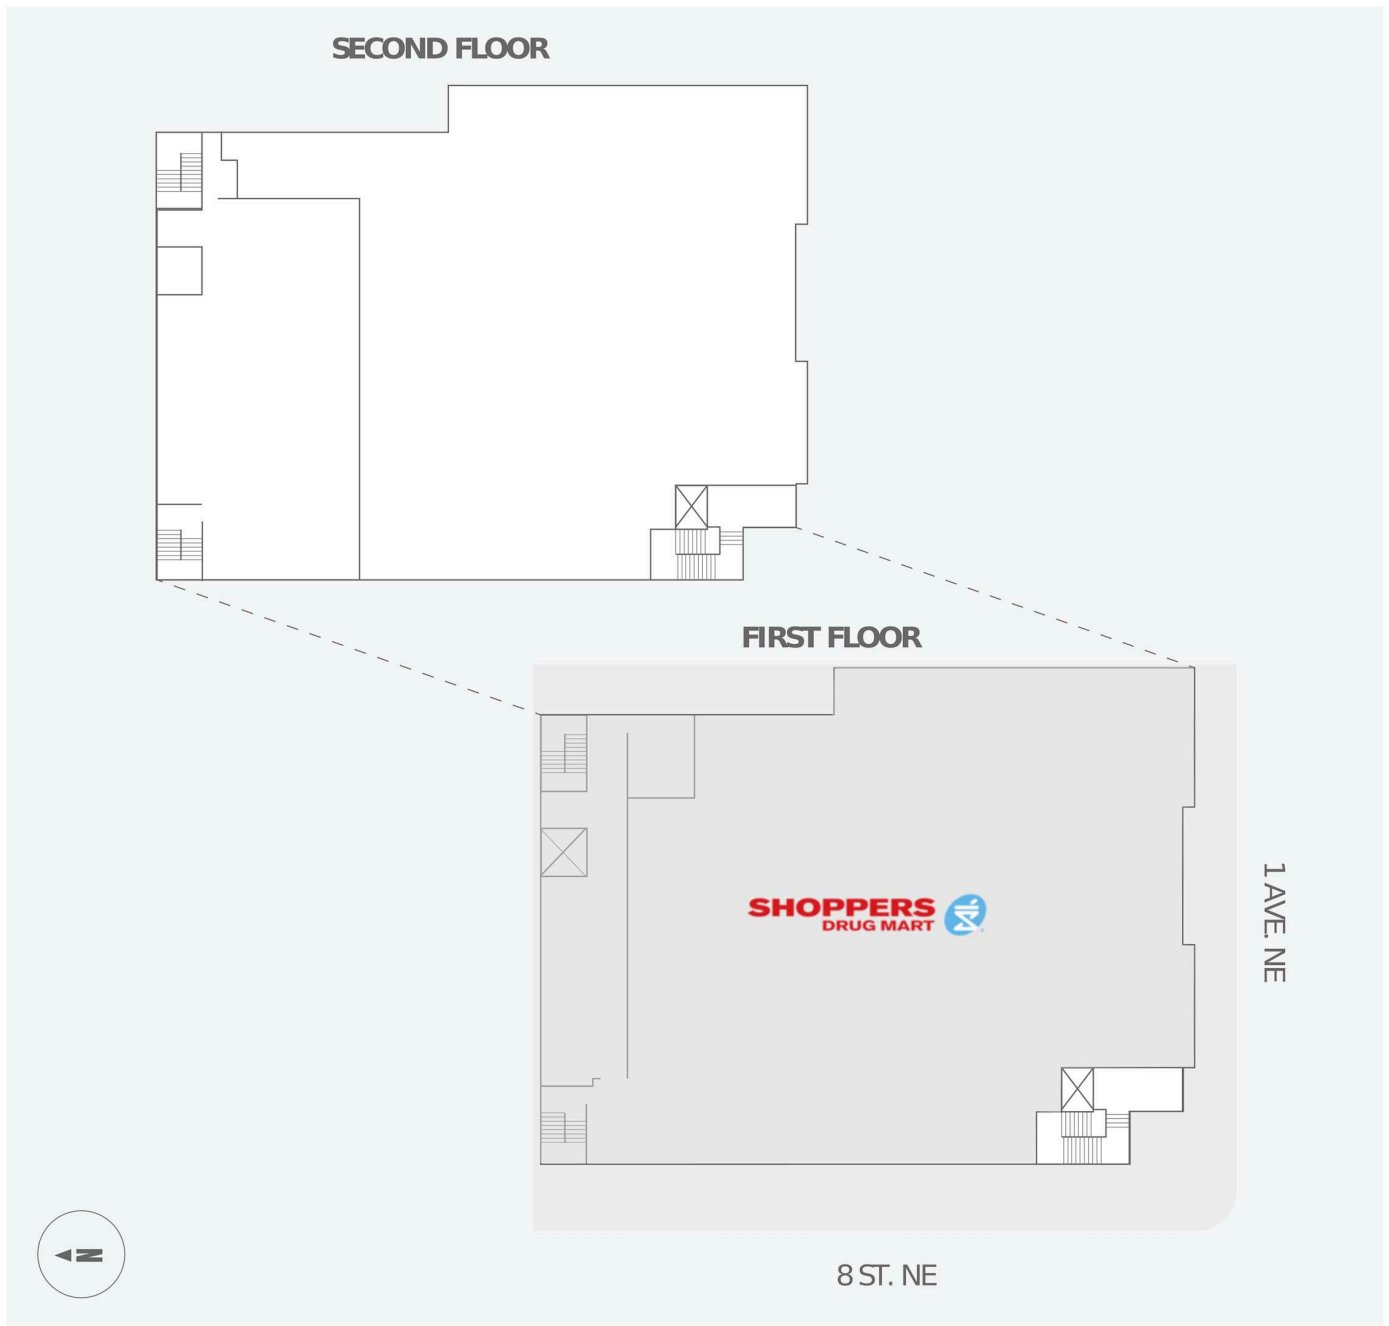 SECOND FLOOR
FIRST FLOOR
SHOPPERS
DRUG MART
1 AVE. NE
8 ST. NE
N